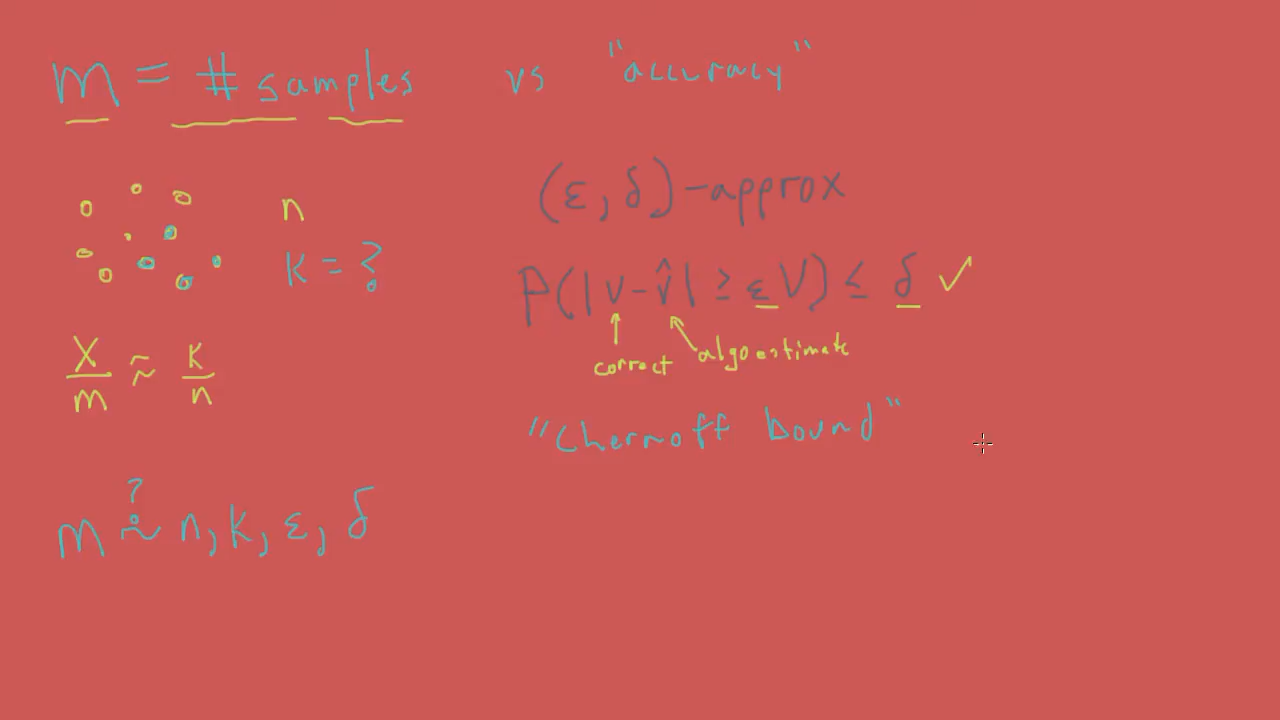 m = # samples vs "accuracy"
(ε, δ)-approx
n
k = ?
P(|v - v̂| ≥ εV) ≤ δ ✓
correct
algo estimate
X/m ≈ k/n
"Chernoff bound"
?
m ~ n, k, ε, δ